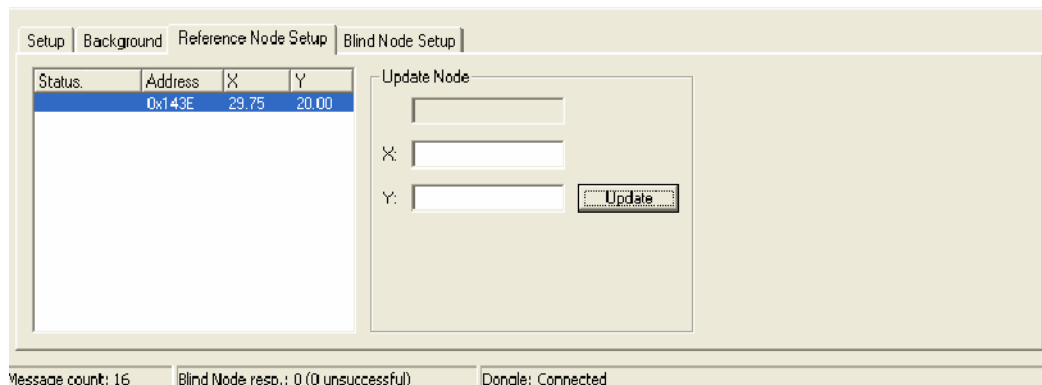 Setup Background Reference Node Setup Blind Node Setup
Status. Address X Y
0x143E 29.75 20.00
Update Node
X:
Y:
Update
Message count: 16 Blind Node resp.: 0 (0 unsuccessful) Dongle: Connected